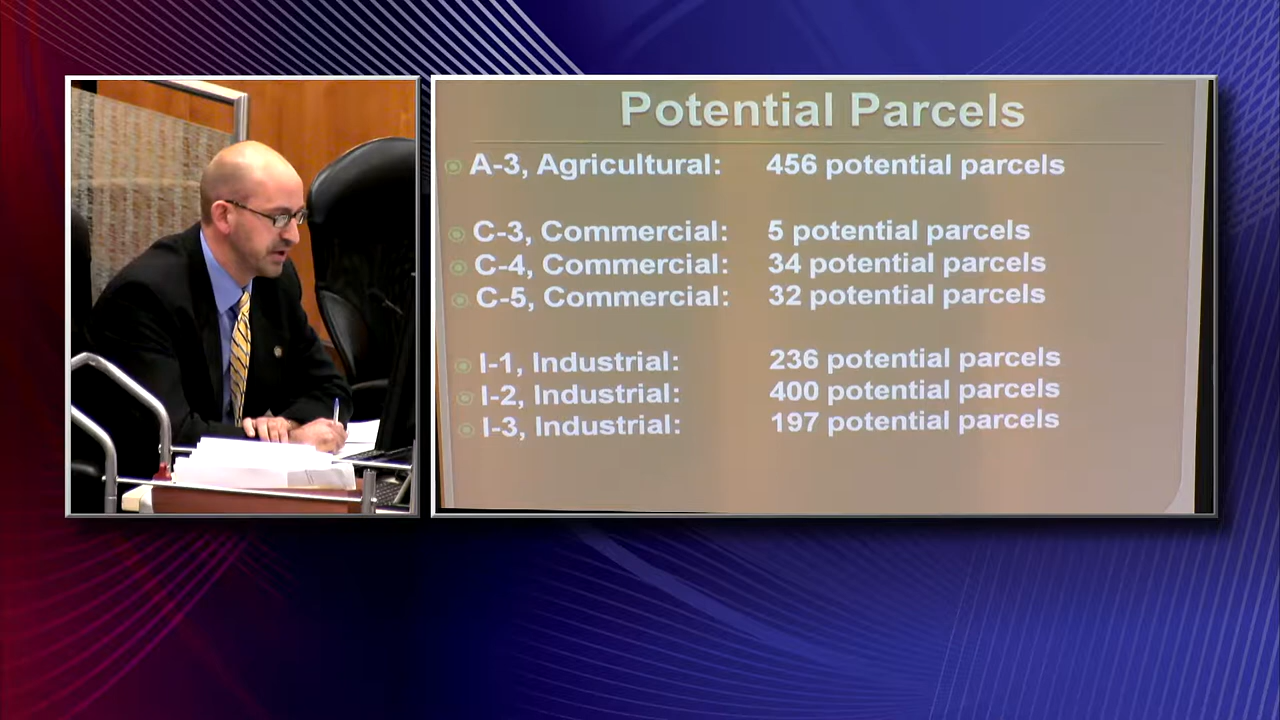 Potential Parcels
A-3, Agricultural: 456 potential parcels
C-3, Commercial: 5 potential parcels
C-4, Commercial: 34 potential parcels
C-5, Commercial: 32 potential parcels
I-1, Industrial: 236 potential parcels
I-2, Industrial: 400 potential parcels
I-3, Industrial: 197 potential parcels